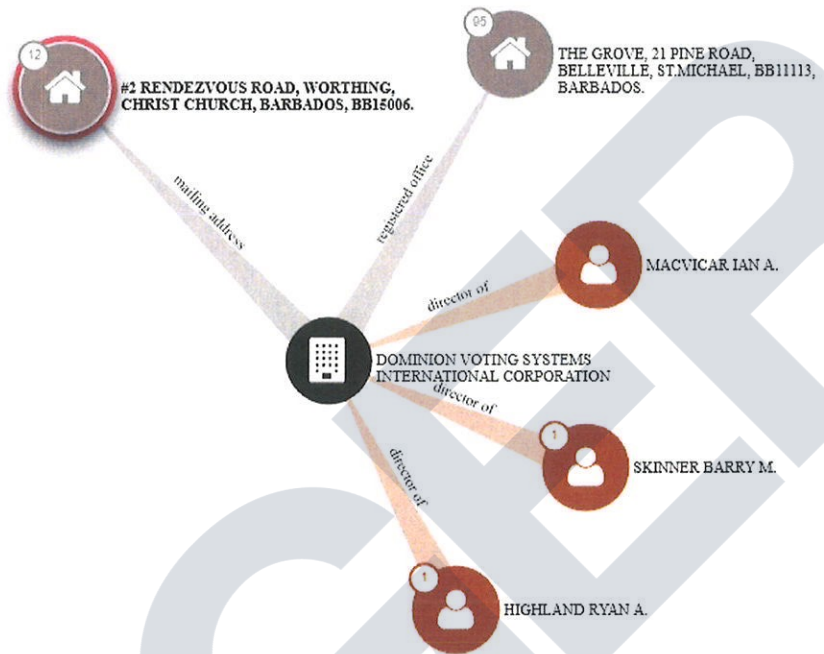 12
#2 RENDEZVOUS ROAD, WORTHING,
CHRIST CHURCH, BARBADOS, BB15006.
95
THE GROVE, 21 PINE ROAD,
BELLEVILLE, ST.MICHAEL, BB11113,
BARBADOS.
mailing address
registered office
director of
MACVICAR IAN A.
DOMINION VOTING SYSTEMS
INTERNATIONAL CORPORATION
director of
1
SKINNER BARRY M.
director of
1
HIGHLAND RYAN A.